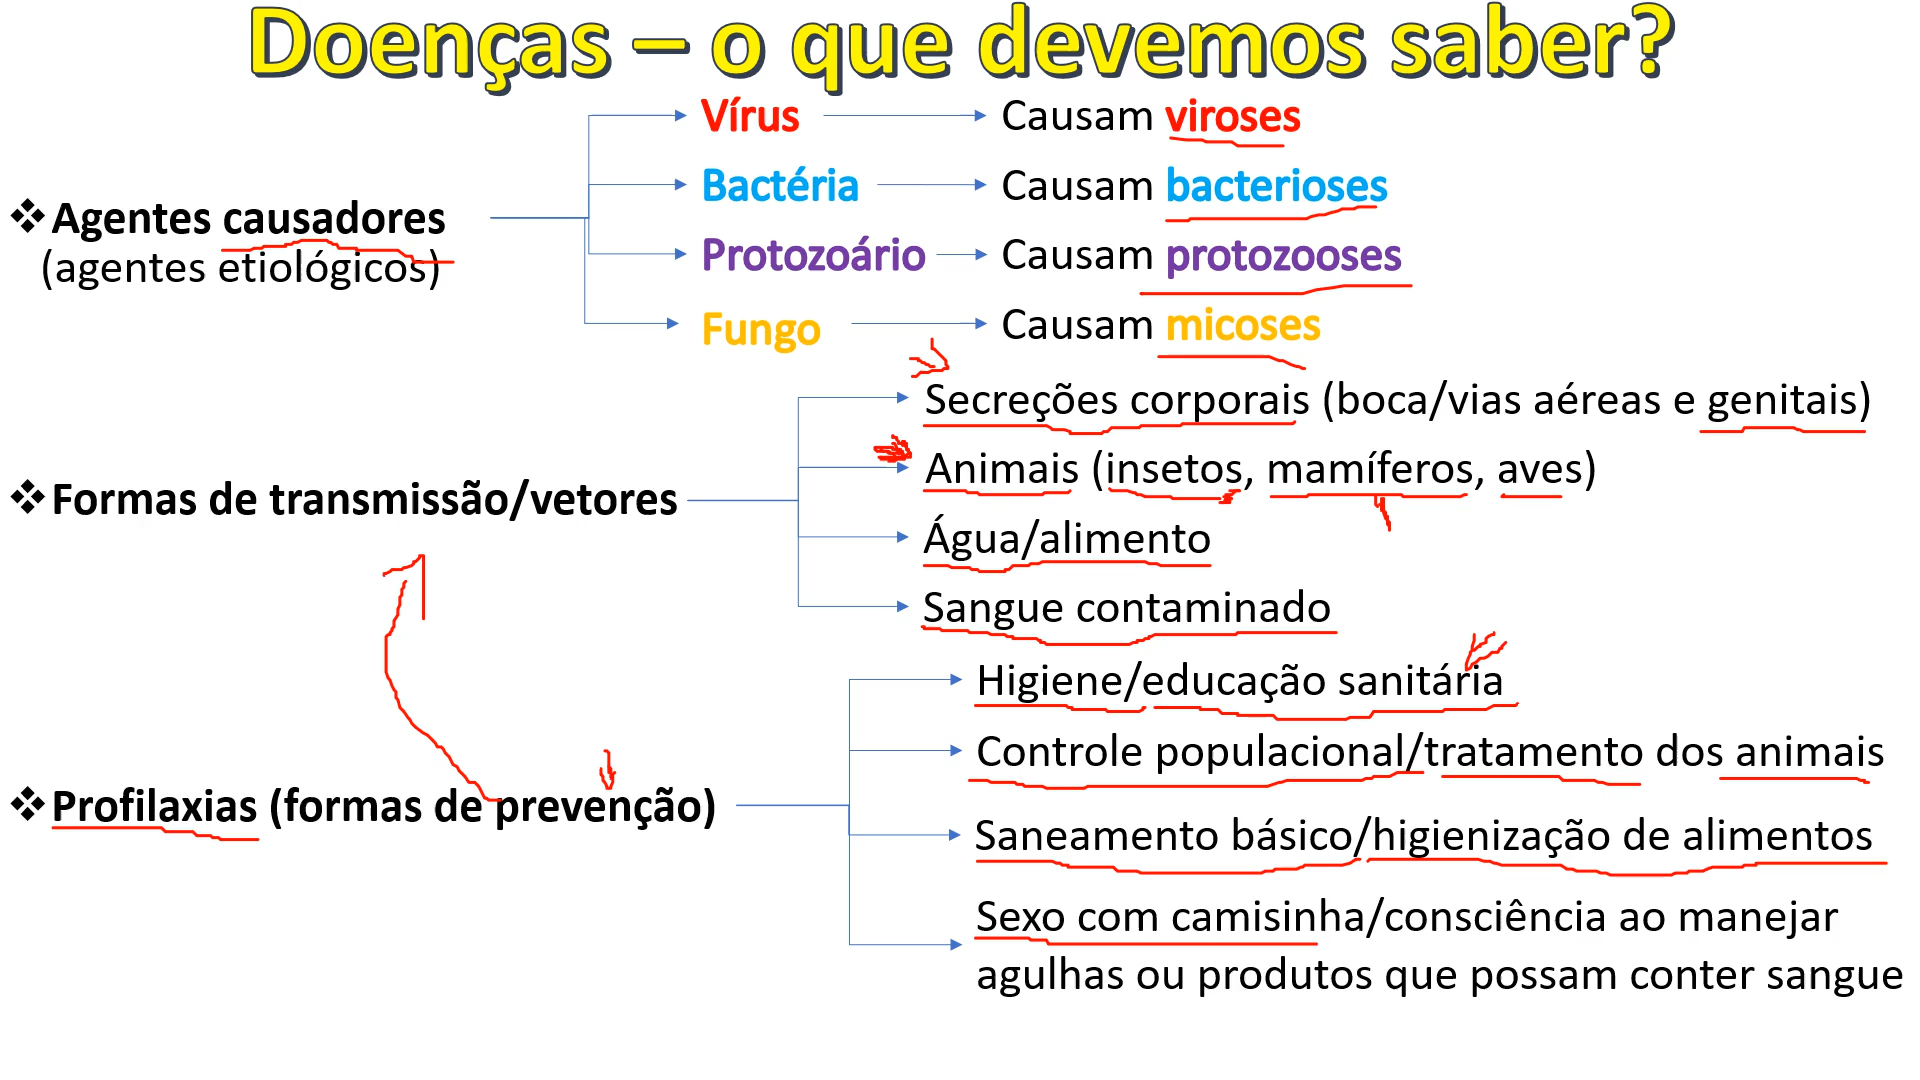 Doenças – o que devemos saber?
Vírus Causam viroses
Bactéria Causam bacterioses
Agentes causadores
(agentes etiológicos)
Protozoário Causam protozooses
Fungo Causam micoses
Secreções corporais (boca/vias aéreas e genitais)
Animais (insetos, mamíferos, aves)
Formas de transmissão/vetores
Água/alimento
Sangue contaminado
Higiene/educação sanitária
Controle populacional/tratamento dos animais
Profilaxias (formas de prevenção)
Saneamento básico/higienização de alimentos
Sexo com camisinha/consciência ao manejar
agulhas ou produtos que possam conter sangue